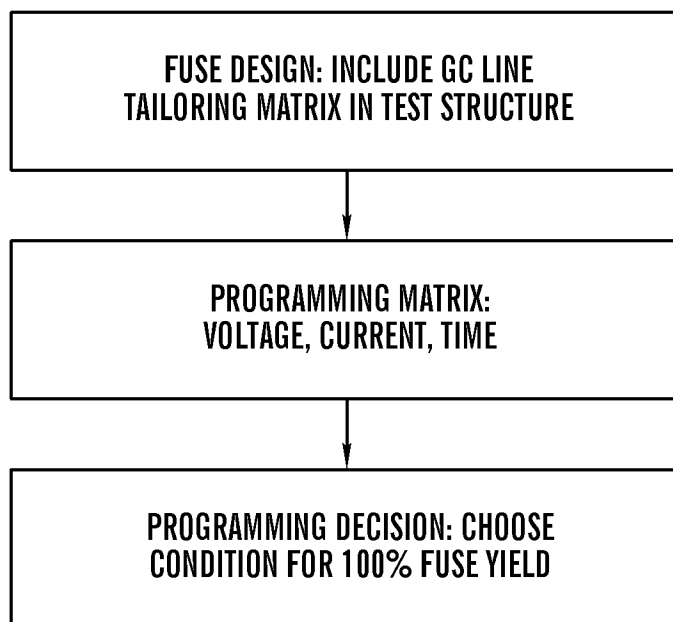 FUSE DESIGN: INCLUDE GC LINE
TAILORING MATRIX IN TEST STRUCTURE
PROGRAMMING MATRIX:
VOLTAGE, CURRENT, TIME
PROGRAMMING DECISION: CHOOSE
CONDITION FOR 100% FUSE YIELD